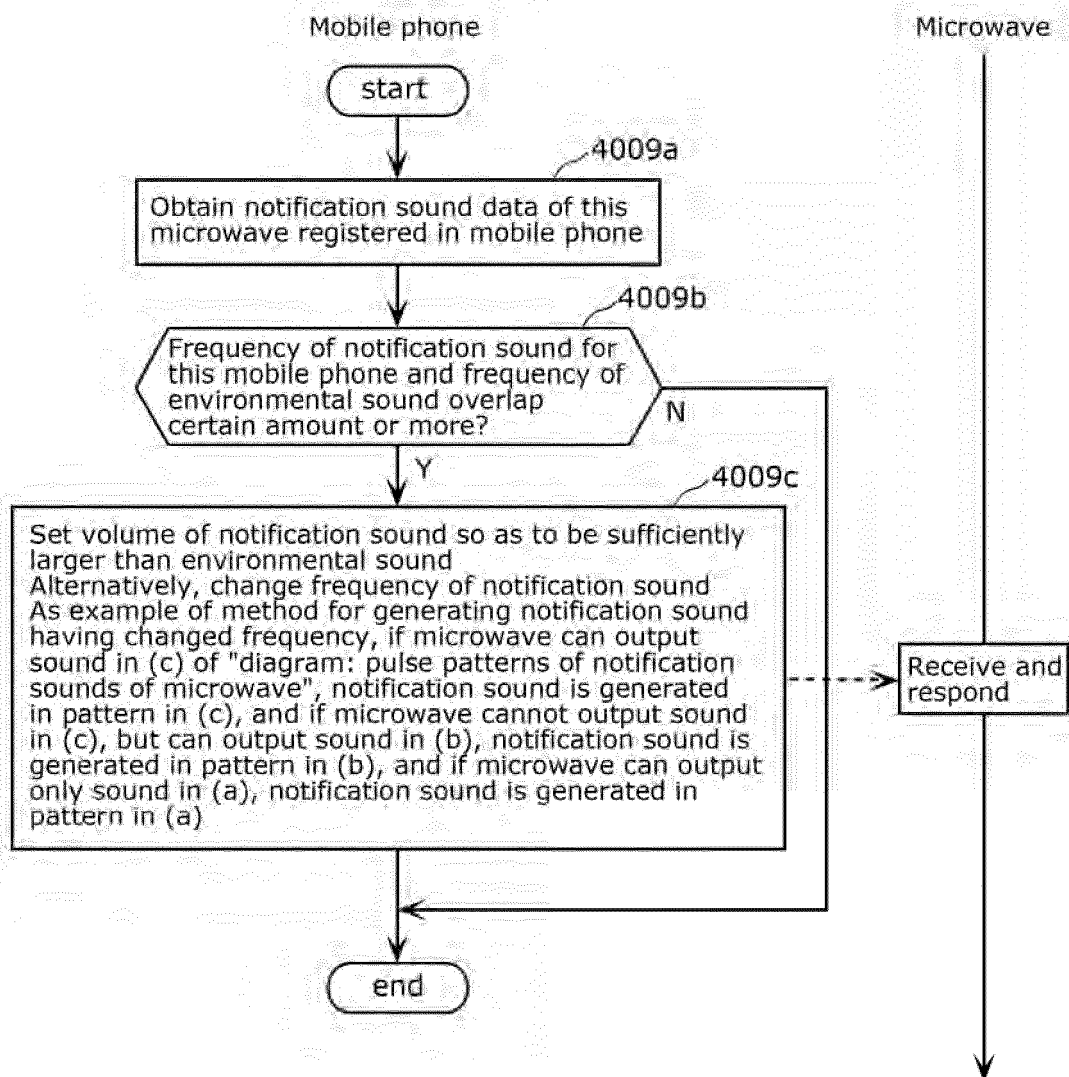 Mobile phone
Microwave
start
4009a
Obtain notification sound data of this
microwave registered in mobile phone
4009b
Frequency of notification sound for
this mobile phone and frequency of
environmental sound overlap
certain amount or more?
N
Y
4009c
Set volume of notification sound so as to be sufficiently
larger than environmental sound
Alternatively, change frequency of notification sound
As example of method for generating notification sound
having changed frequency, if microwave can output
sound in (c) of "diagram: pulse patterns of notification
sounds of microwave", notification sound is generated
in pattern in (c), and if microwave cannot output sound
in (c), but can output sound in (b), notification sound is
generated in pattern in (b), and if microwave can output
only sound in (a), notification sound is generated in
pattern in (a)
Receive and
respond
end